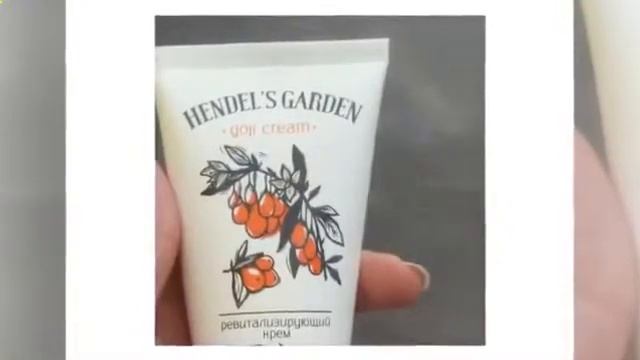 HENDEL'S GARDEN
• goji cream •
ревитализирующий
крем